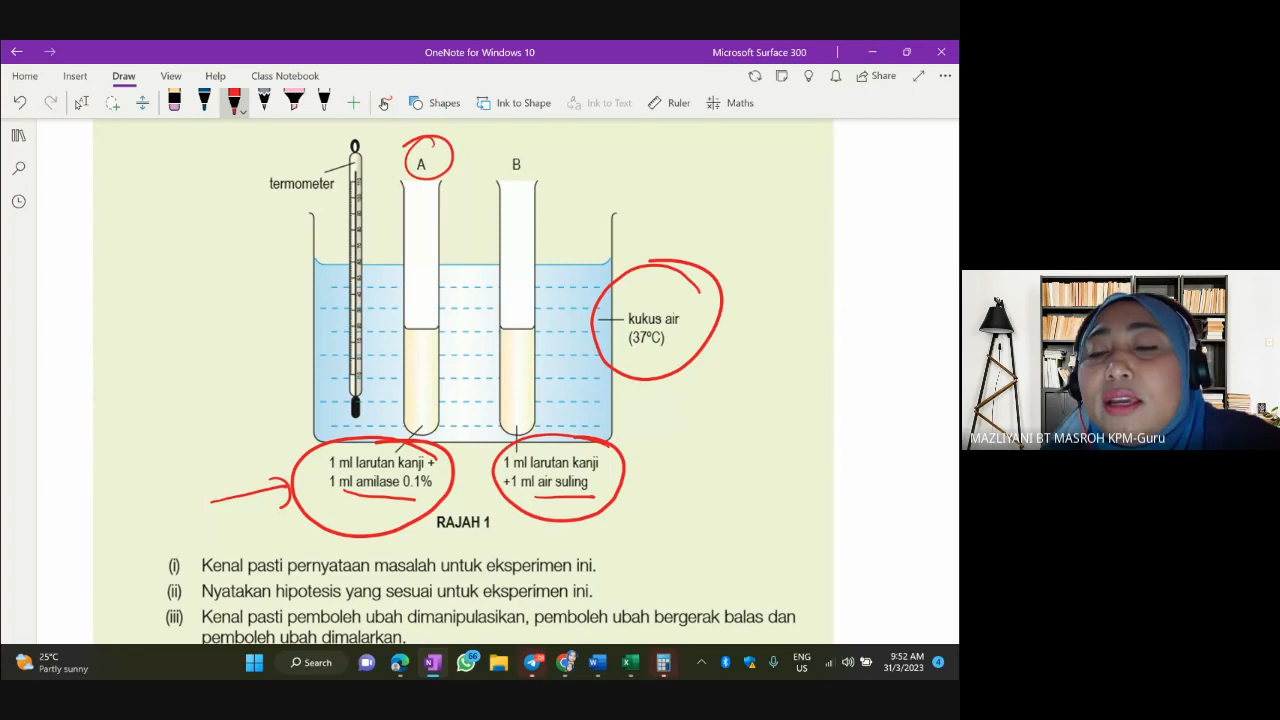 OneNote for Windows 10
Microsoft Surface 300
Home Insert Draw View Help Class Notebook
Share
Shapes Ink to Shape Ink to Text Ruler Maths
A
B
termometer
kukus air
(37ºC)
1 ml larutan kanji +
1 ml amilase 0.1%
1 ml larutan kanji
+1 ml air suling
RAJAH 1
(i) Kenal pasti pernyataan masalah untuk eksperimen ini.
(ii) Nyatakan hipotesis yang sesuai untuk eksperimen ini.
(iii) Kenal pasti pemboleh ubah dimanipulasikan, pemboleh ubah bergerak balas dan
pemboleh ubah dimalarkan.
MAZLIYANI BT MASROH KPM-Guru
25°C
Partly sunny
Search
66
ENG
US
9:52 AM
31/3/2023
4